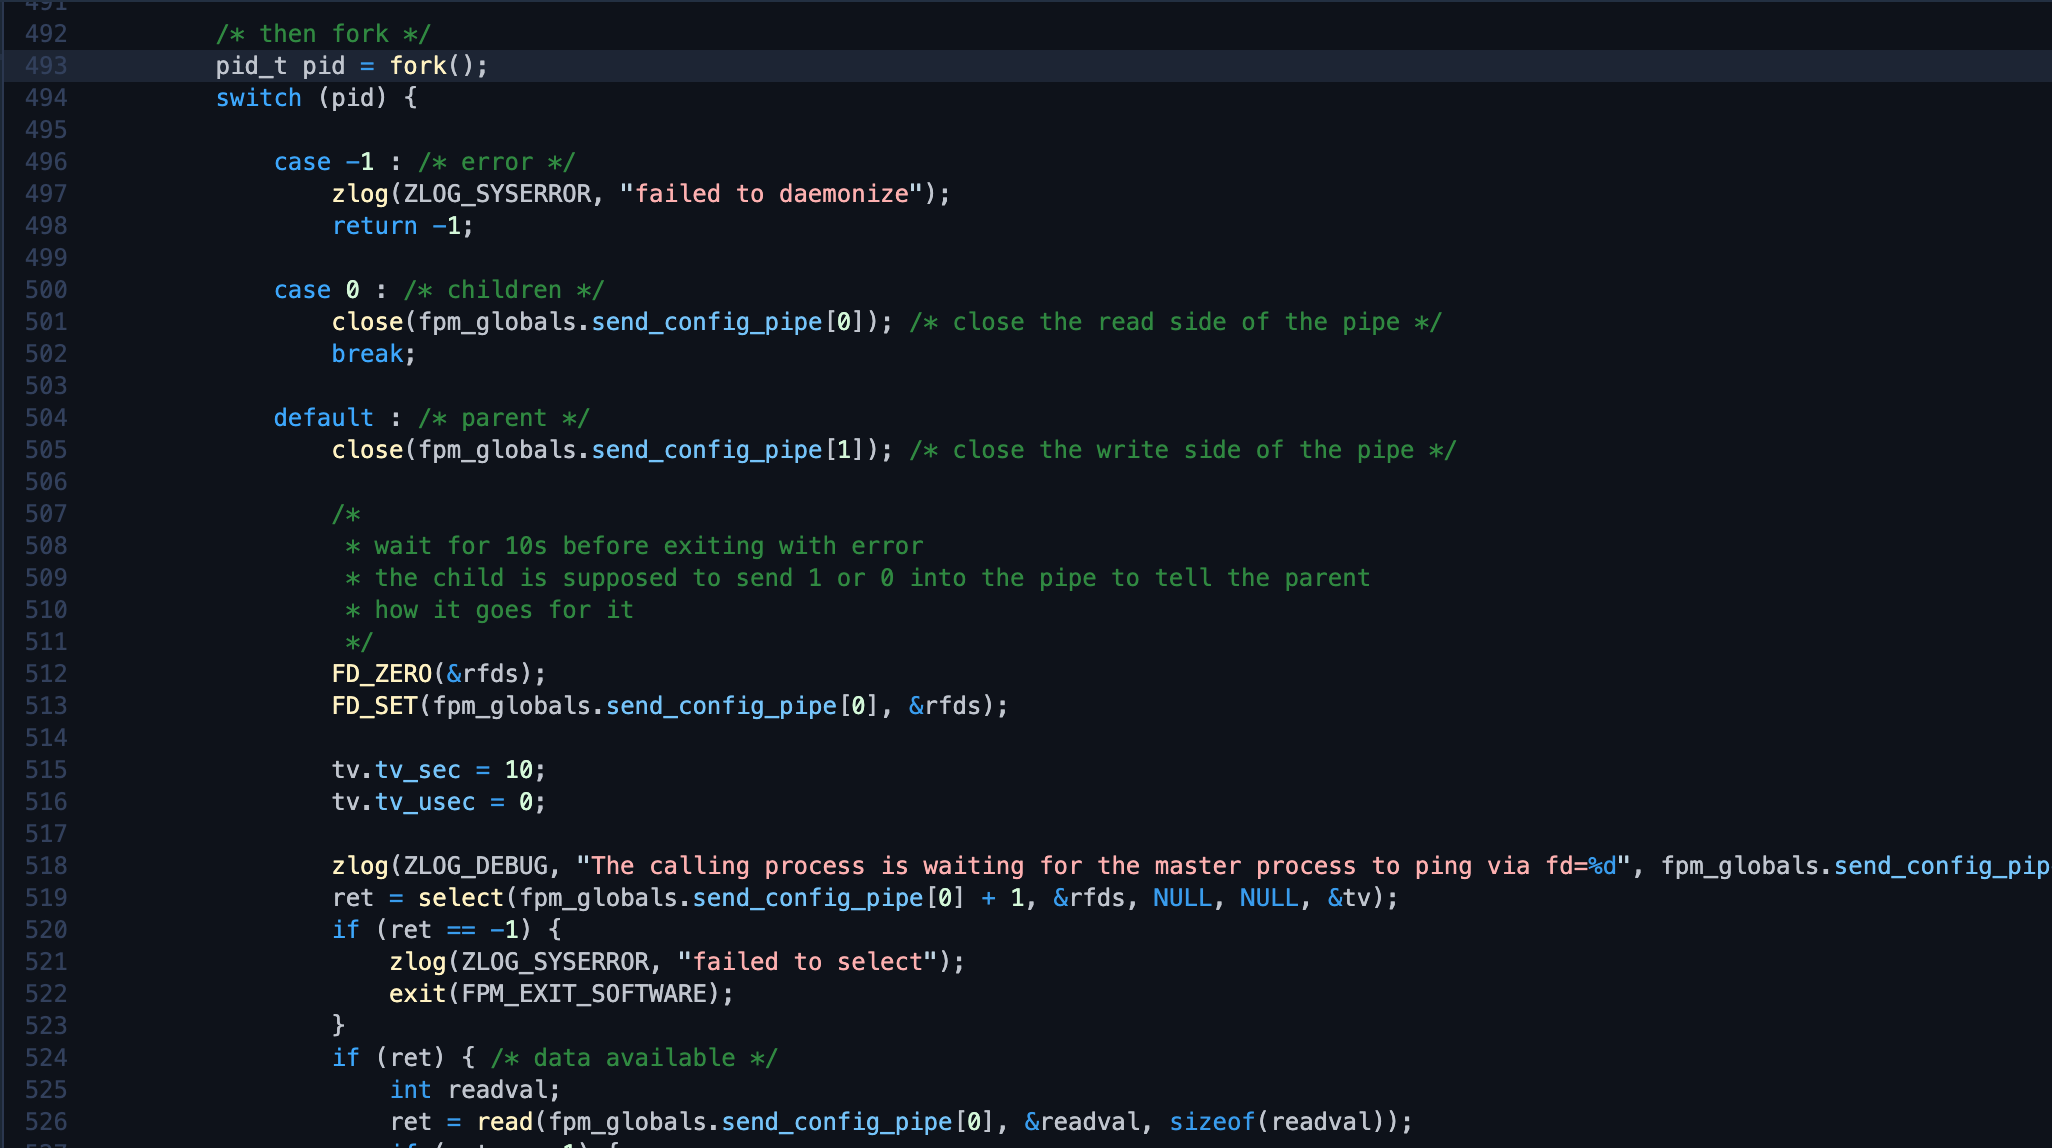 491
492 /* then fork */
493 pid_t pid = fork();
494 switch (pid) {
495
496 case -1 : /* error */
497 zlog(ZLOG_SYSERROR, "failed to daemonize");
498 return -1;
499
500 case 0 : /* children */
501 close(fpm_globals.send_config_pipe[0]); /* close the read side of the pipe */
502 break;
503
504 default : /* parent */
505 close(fpm_globals.send_config_pipe[1]); /* close the write side of the pipe */
506
507 /*
508 * wait for 10s before exiting with error
509 * the child is supposed to send 1 or 0 into the pipe to tell the parent
510 * how it goes for it
511 */
512 FD_ZERO(&rfds);
513 FD_SET(fpm_globals.send_config_pipe[0], &rfds);
514
515 tv.tv_sec = 10;
516 tv.tv_usec = 0;
517
518 zlog(ZLOG_DEBUG, "The calling process is waiting for the master process to ping via fd=%d", fpm_globals.send_config_pip
519 ret = select(fpm_globals.send_config_pipe[0] + 1, &rfds, NULL, NULL, &tv);
520 if (ret == -1) {
521 zlog(ZLOG_SYSERROR, "failed to select");
522 exit(FPM_EXIT_SOFTWARE);
523 }
524 if (ret) { /* data available */
525 int readval;
526 ret = read(fpm_globals.send_config_pipe[0], &readval, sizeof(readval));